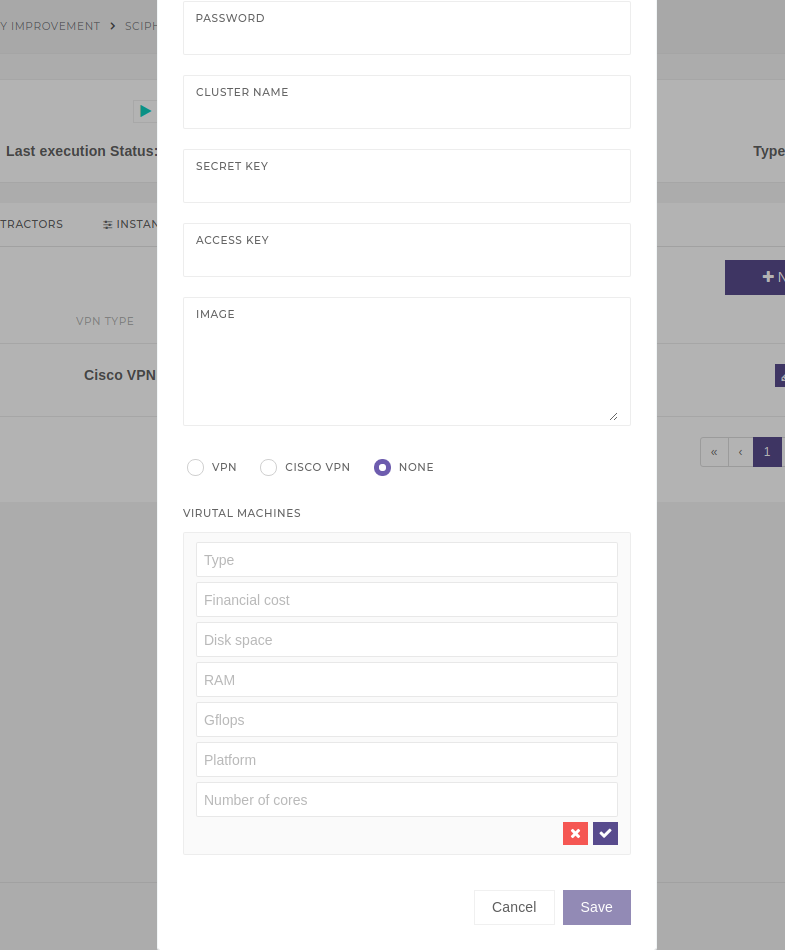 Y IMPROVEMENT > SCIPH
PASSWORD
CLUSTER NAME
Last execution Status:
Type
SECRET KEY
TRACTORS
INSTAN
ACCESS KEY
N
IMAGE
VPN TYPE
Cisco VPN
« ‹ 1
VPN CISCO VPN NONE
VIRUTAL MACHINES
Type
Financial cost
Disk space
RAM
Gflops
Platform
Number of cores
Cancel Save